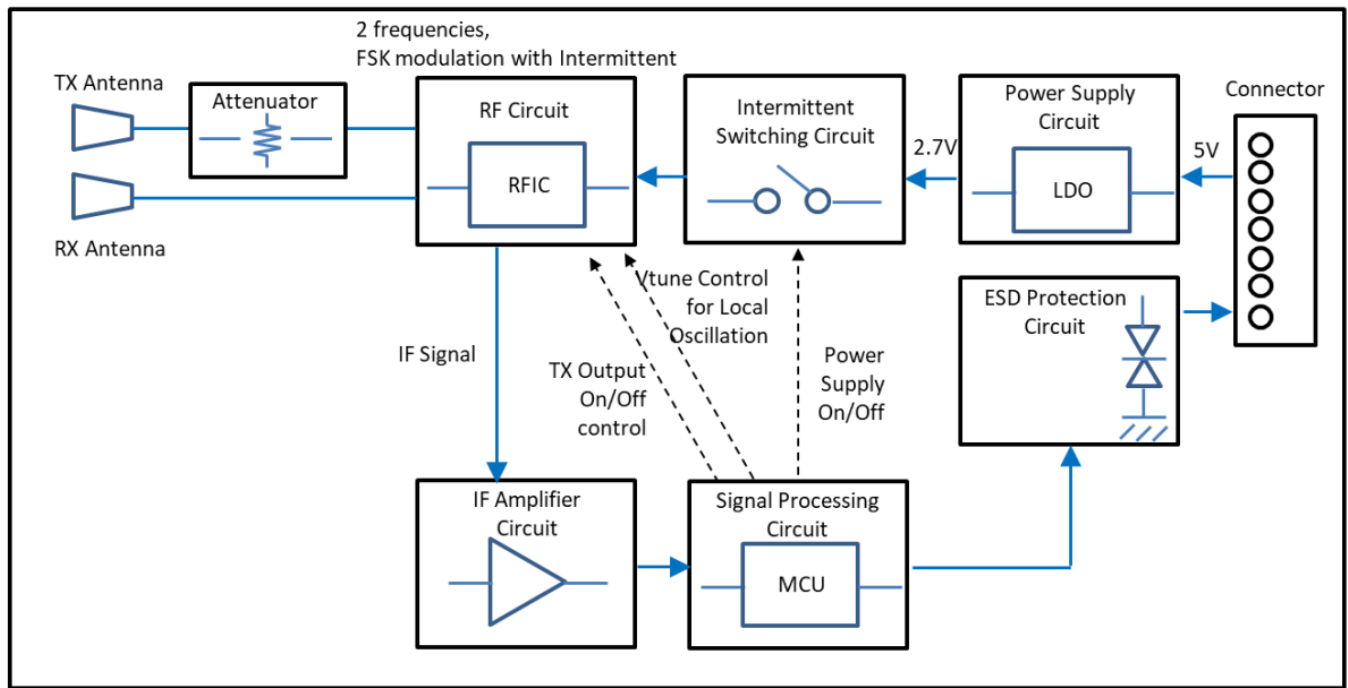 2 frequencies,
FSK modulation with Intermittent
TX Antenna
Attenuator
RF Circuit
RFIC
RX Antenna
Intermittent
Switching Circuit
2.7V
Power Supply
Circuit
LDO
5V
Connector
ESD Protection
Circuit
Vtune Control
for Local
Oscillation
IF Signal
TX Output
On/Off
control
Power
Supply
On/Off
IF Amplifier
Circuit
Signal Processing
Circuit
MCU